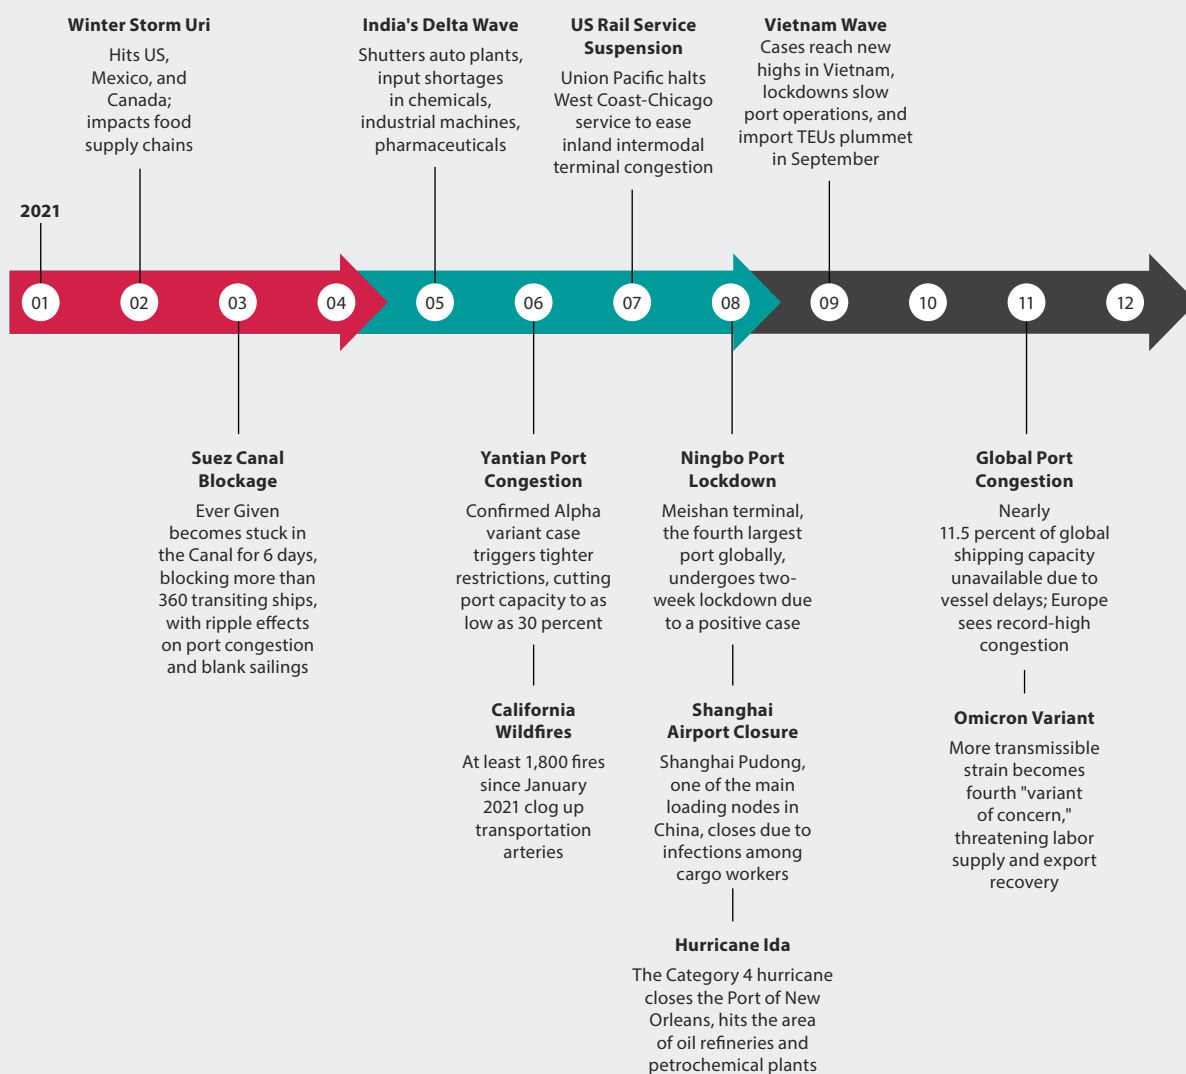 Winter Storm Uri
Hits US,
Mexico, and
Canada;
impacts food
supply chains
India's Delta Wave
Shutters auto plants,
input shortages
in chemicals,
industrial machines,
pharmaceuticals
US Rail Service
Suspension
Union Pacific halts
West Coast-Chicago
service to ease
inland intermodal
terminal congestion
Vietnam Wave
Cases reach new
highs in Vietnam,
lockdowns slow
port operations, and
import TEUs plummet
in September
2021
01
02
03
04
05
06
07
08
09
10
11
12
Suez Canal
Blockage
Ever Given
becomes stuck in
the Canal for 6 days,
blocking more than
360 transiting ships,
with ripple effects
on port congestion
and blank sailings
Yantian Port
Congestion
Confirmed Alpha
variant case
triggers tighter
restrictions, cutting
port capacity to as
low as 30 percent
California
Wildfires
At least 1,800 fires
since January
2021 clog up
transportation
arteries
Ningbo Port
Lockdown
Meishan terminal,
the fourth largest
port globally,
undergoes two-
week lockdown due
to a positive case
Shanghai
Airport Closure
Shanghai Pudong,
one of the main
loading nodes in
China, closes due to
infections among
cargo workers
Hurricane Ida
The Category 4 hurricane
closes the Port of New
Orleans, hits the area
of oil refineries and
petrochemical plants
Global Port
Congestion
Nearly
11.5 percent of global
shipping capacity
unavailable due to
vessel delays; Europe
sees record-high
congestion
Omicron Variant
More transmissible
strain becomes
fourth "variant
of concern,"
threatening labor
supply and export
recovery